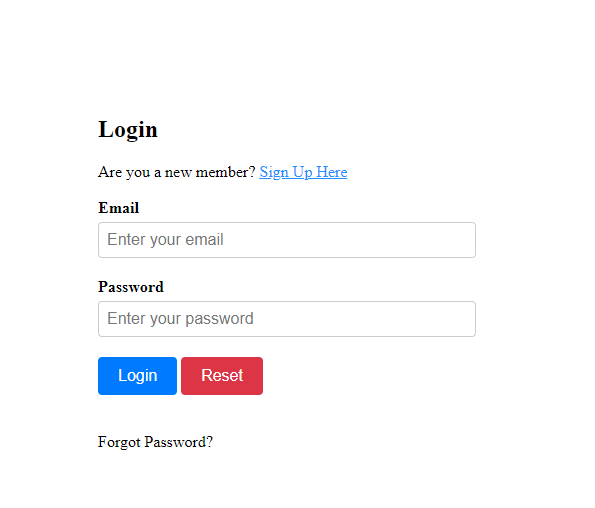 Login
Are you a new member? Sign Up Here
Email
Enter your email
Password
Enter your password
Login Reset
Forgot Password?